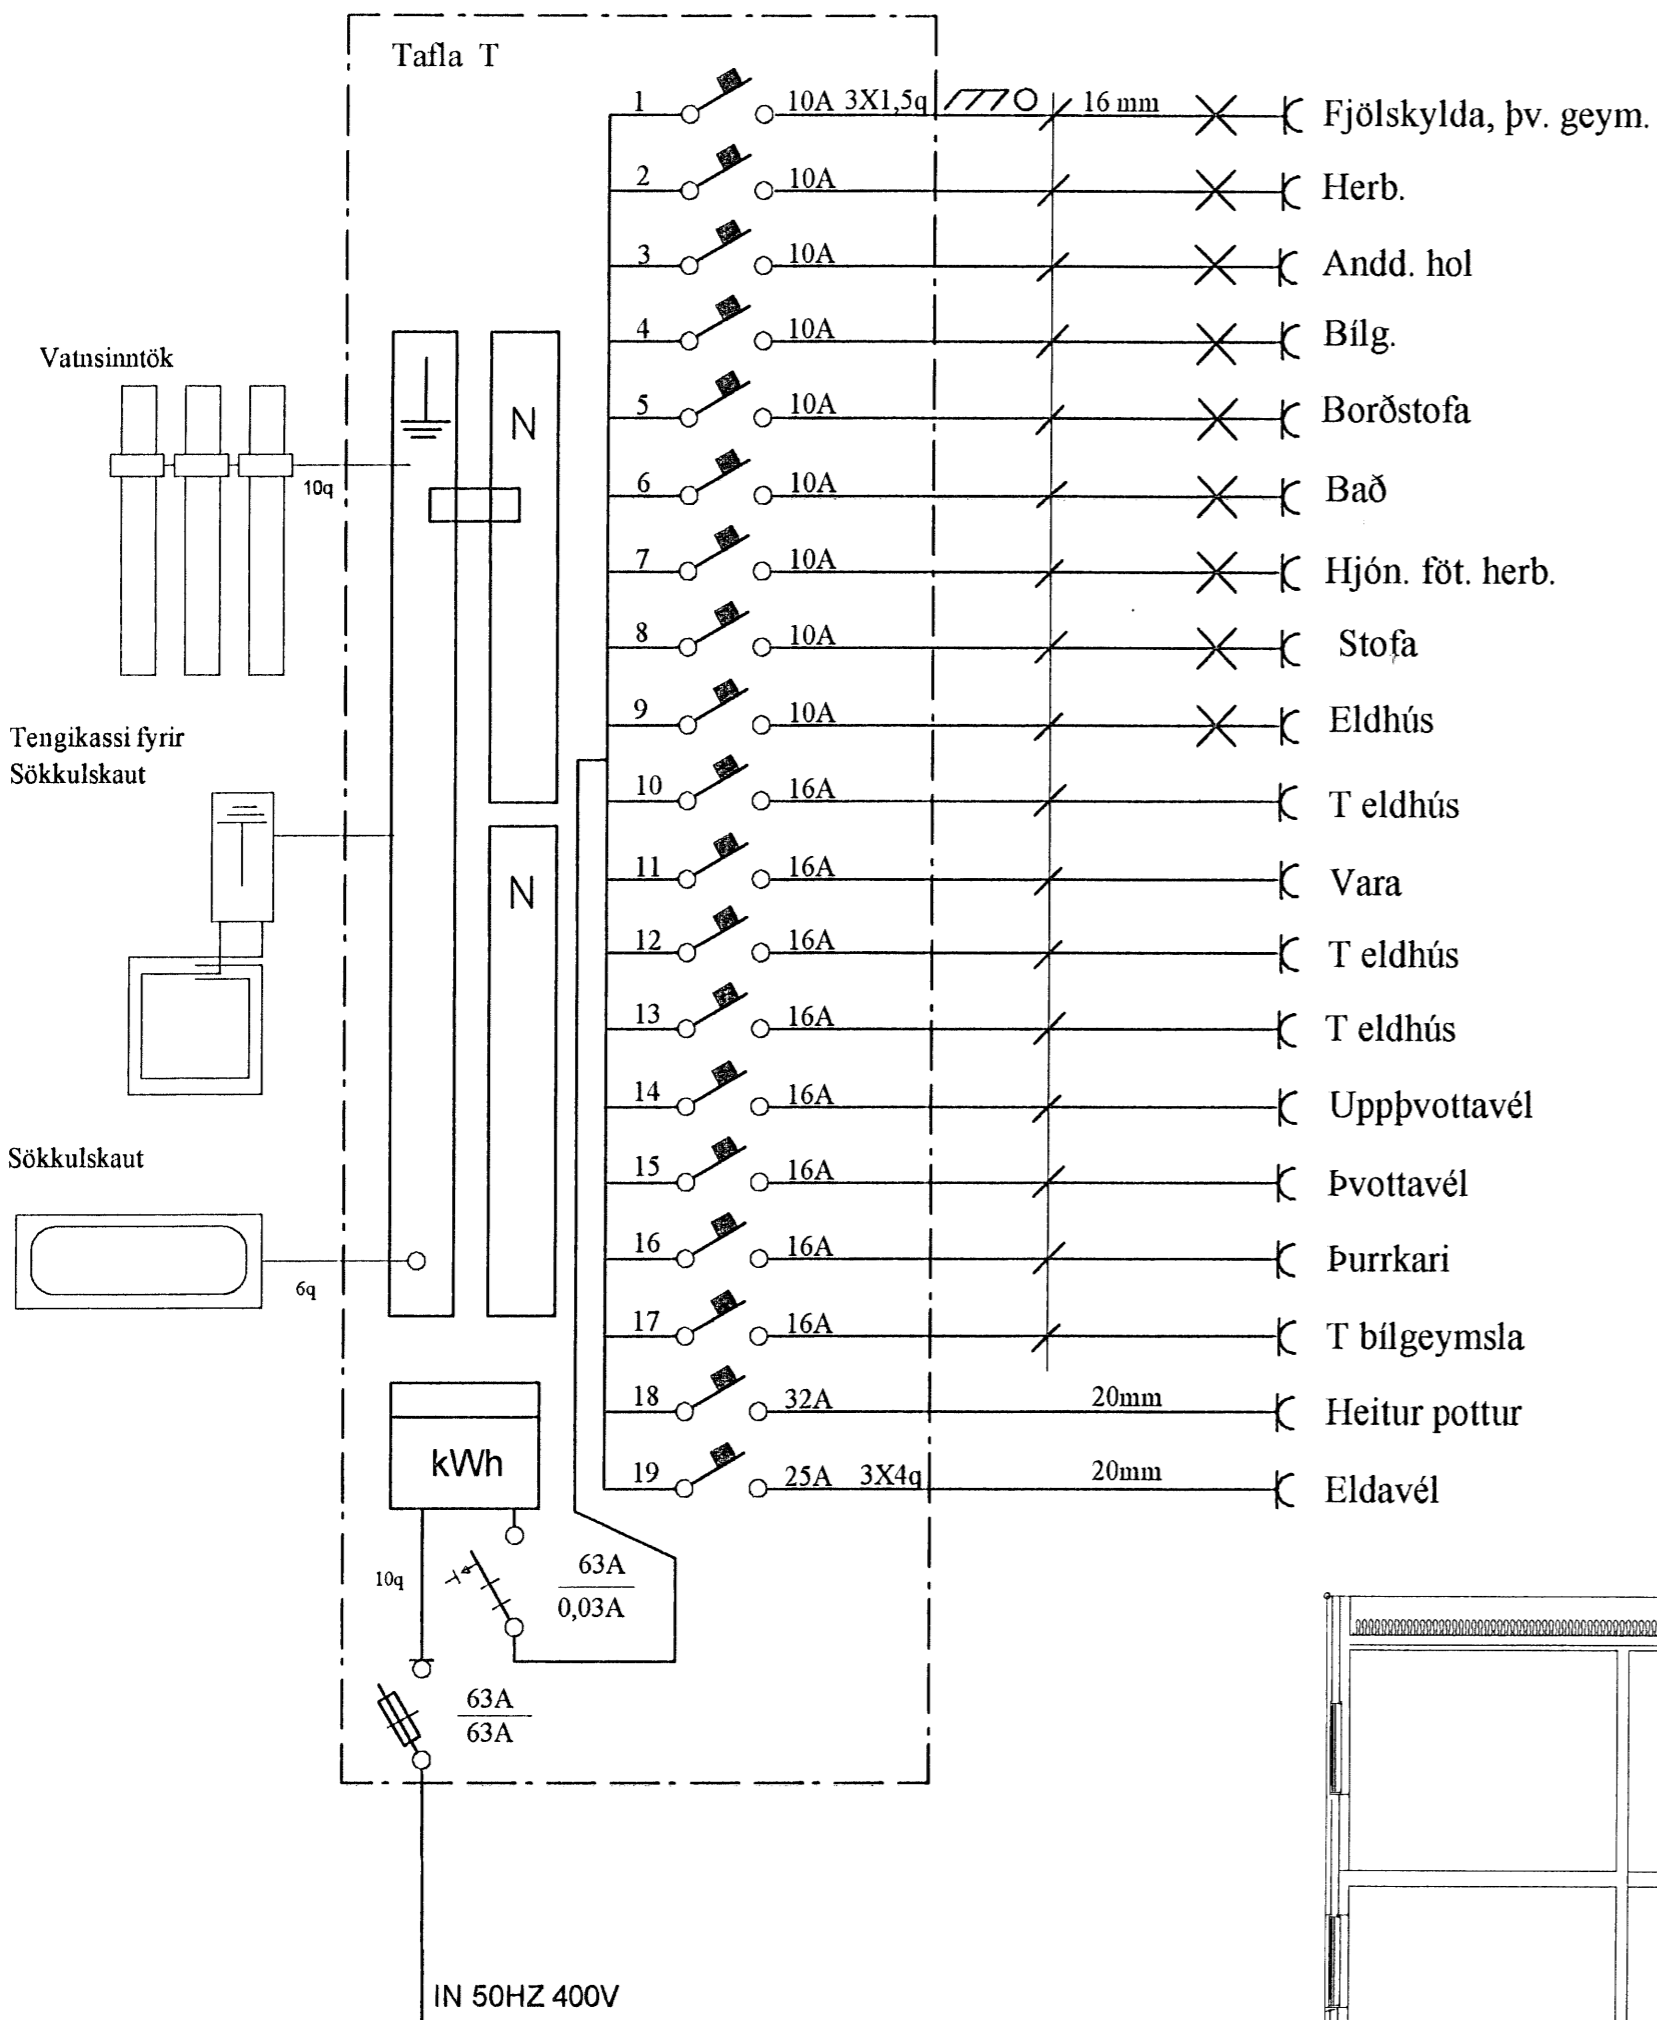 Tafla T
1 10A 3X1,5q 16 mm Fjölskylda, þv. geym.
2 10A Herb.
3 10A Andd. hol
4 10A Bílg.
5 10A Borðstofa
6 10A Bað
7 10A Hjón. föt. herb.
8 10A Stofa
9 10A Eldhús
10 16A T eldhús
11 16A Vara
12 16A T eldhús
13 16A T eldhús
14 16A Uppþvottavél
15 16A Þvottavél
16 16A Þurrkari
17 16A T bílgeymsla
18 32A 20mm Heitur pottur
19 25A 3X4q 20mm Eldavél
Vatnsinntök
10q
N
Tengikassi fyrir
Sökkulskaut
N
Sökkulskaut
6q
kWh
10q
63A
0,03A
63A
63A
IN 50HZ 400V